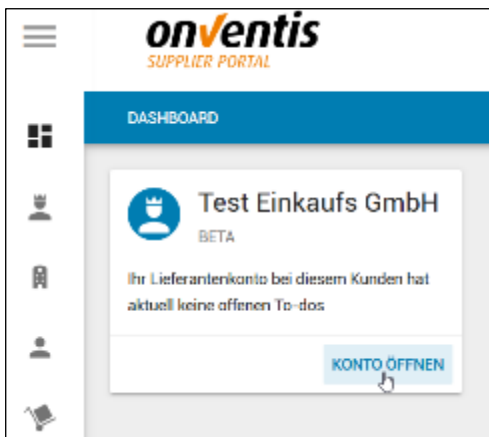 onventis
SUPPLIER PORTAL
DASHBOARD
Test Einkaufs GmbH
BETA
Ihr Lieferantenkonto bei diesem Kunden hat
aktuell keine offenen To-dos
KONTO ÖFFNEN